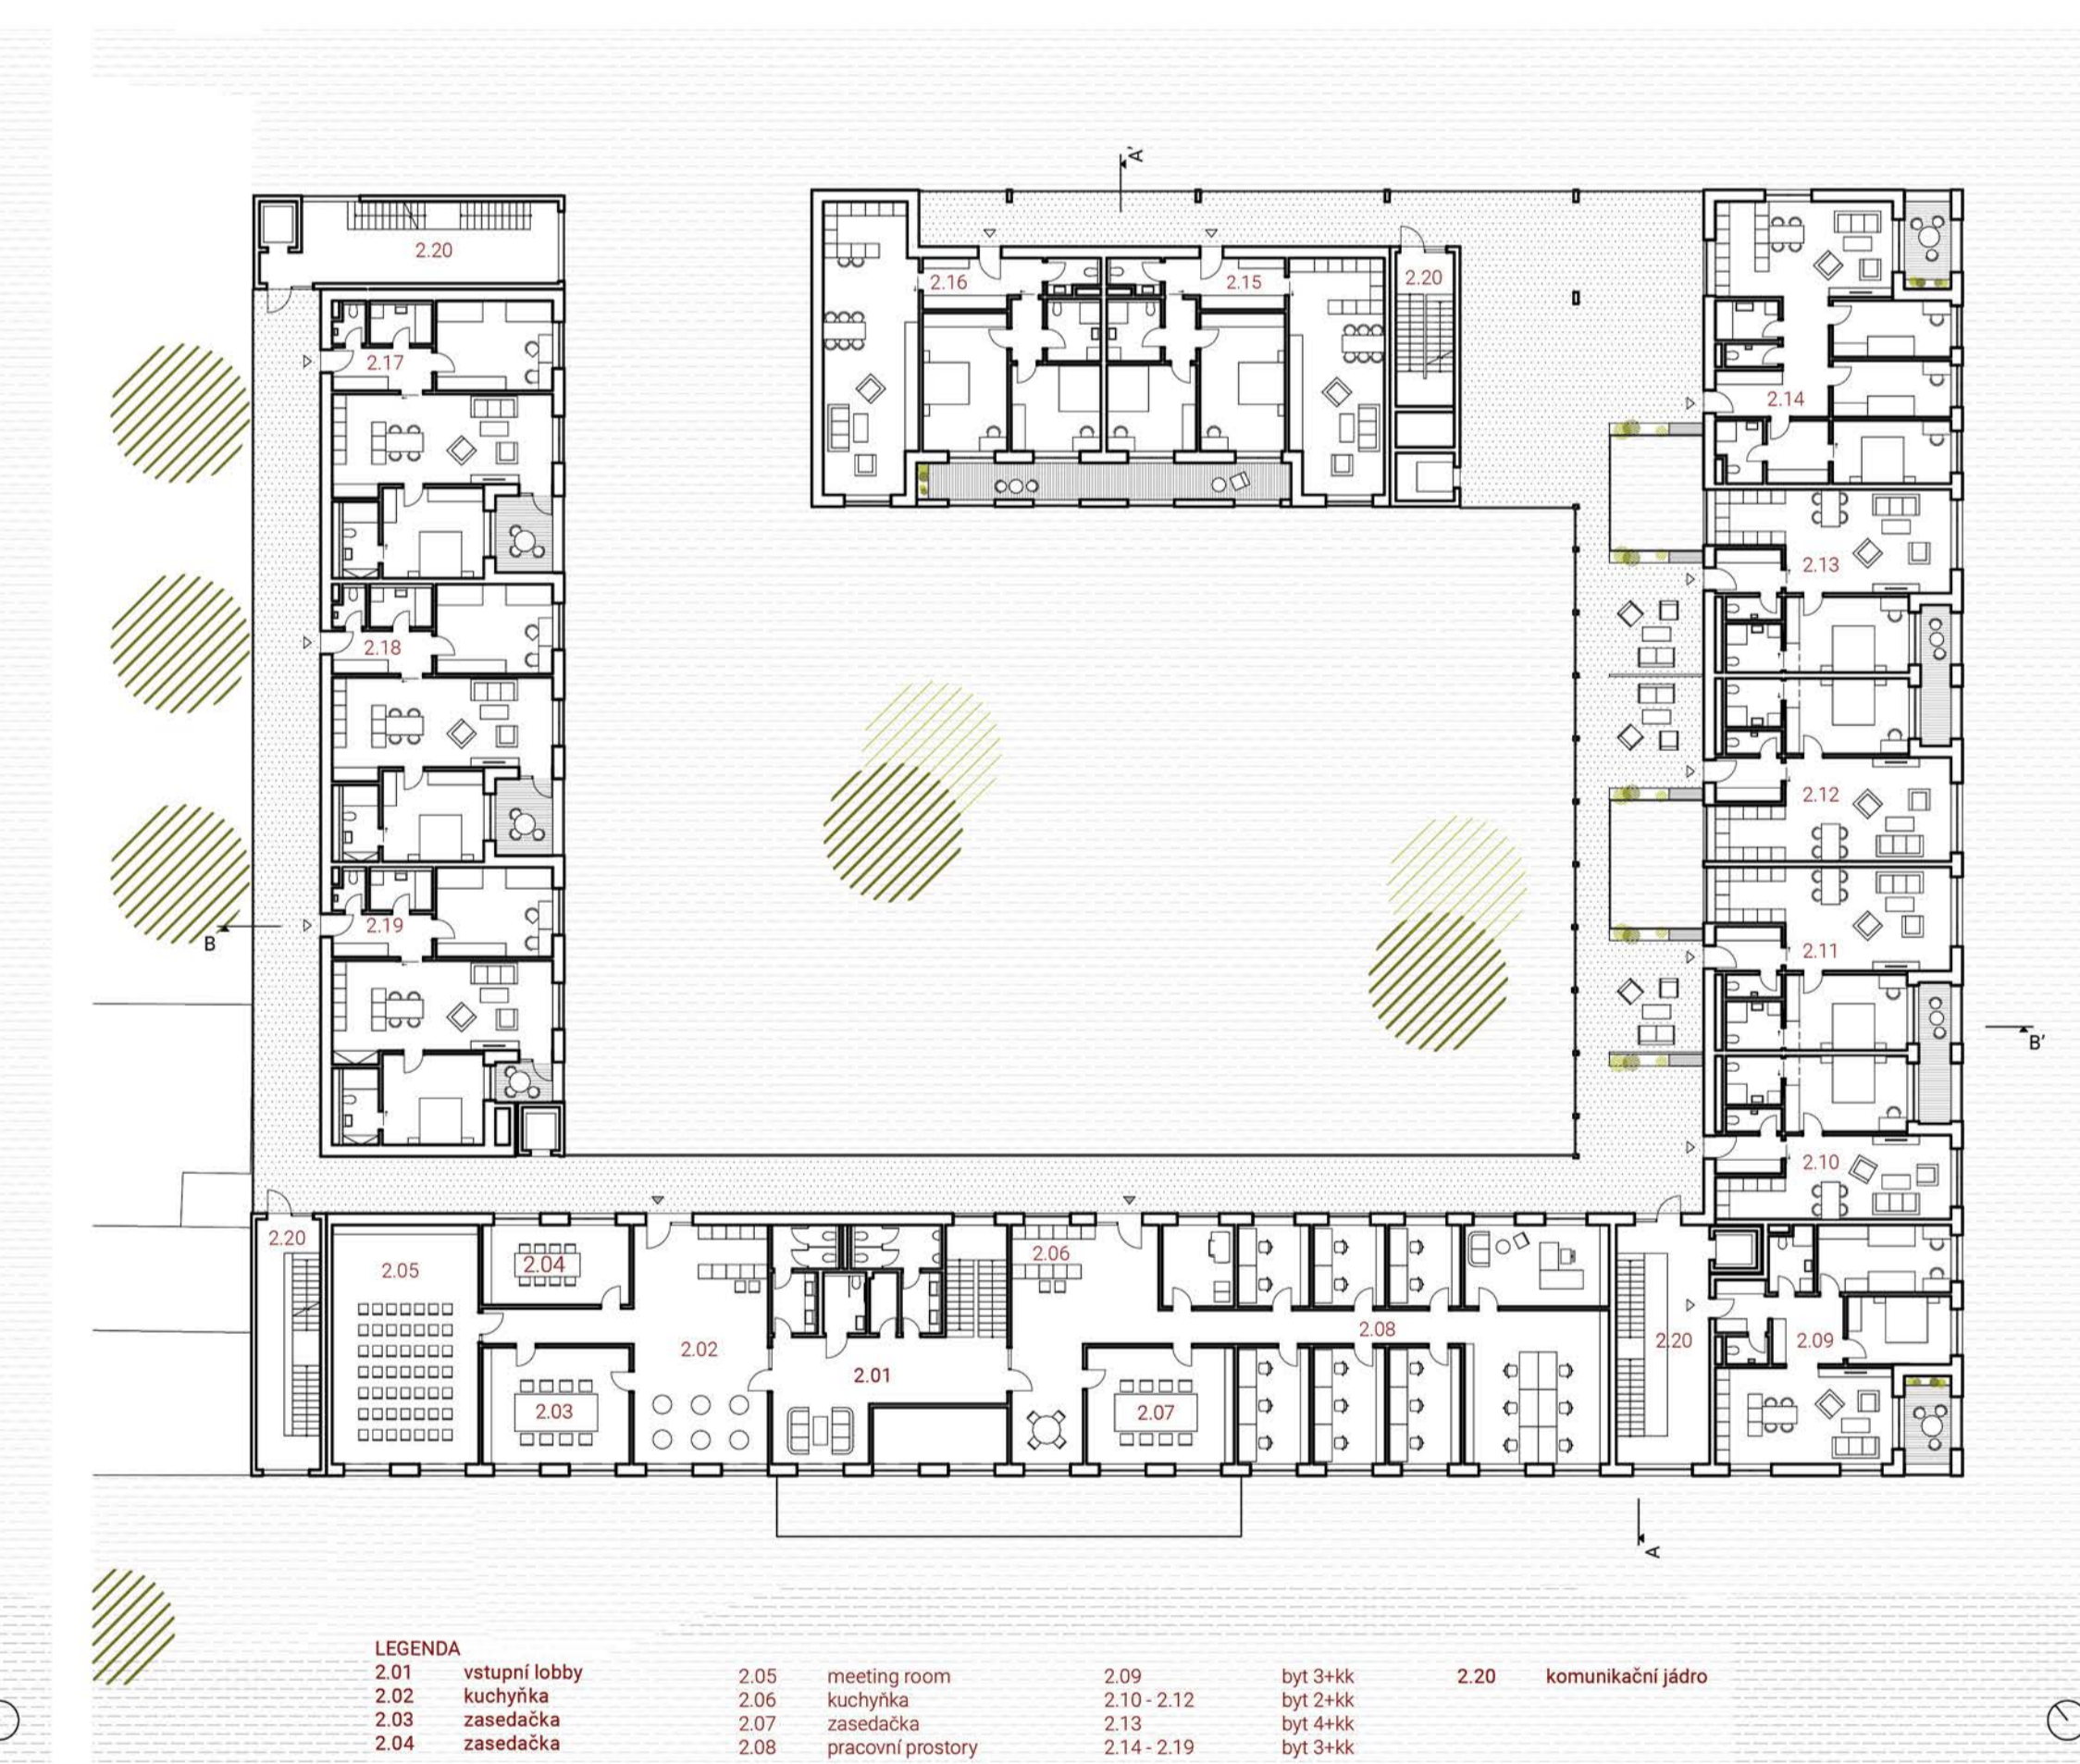 A'
2.20
2.16
2.15
2.20
2.17
2.14
2.13
2.18
2.12
2.19
B
2.11
B'
2.10
2.20
2.05
2.04
2.06
2.02
2.01
2.08
2.20
2.09
2.03
2.07
A
LEGENDA
2.01 vstupní lobby
2.02 kuchyňka
2.03 zasedačka
2.04 zasedačka
2.05 meeting room
2.06 kuchyňka
2.07 zasedačka
2.08 pracovní prostory
2.09 byt 3+kk
2.10 - 2.12 byt 2+kk
2.13 byt 4+kk
2.14 - 2.19 byt 3+kk
2.20 komunikační jádro